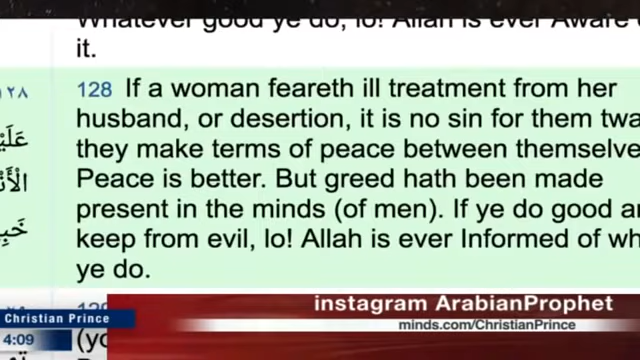 Whatever good ye do, lo! Allah is ever Aware
it.
128 If a woman feareth ill treatment from her
husband, or desertion, it is no sin for them twa
they make terms of peace between themselve
Peace is better. But greed hath been made
present in the minds (of men). If ye do good a
keep from evil, lo! Allah is ever Informed of wh
ye do.
١٢٨
instagram ArabianProphet
Christian Prince
minds.com/ChristianPrince
4:09